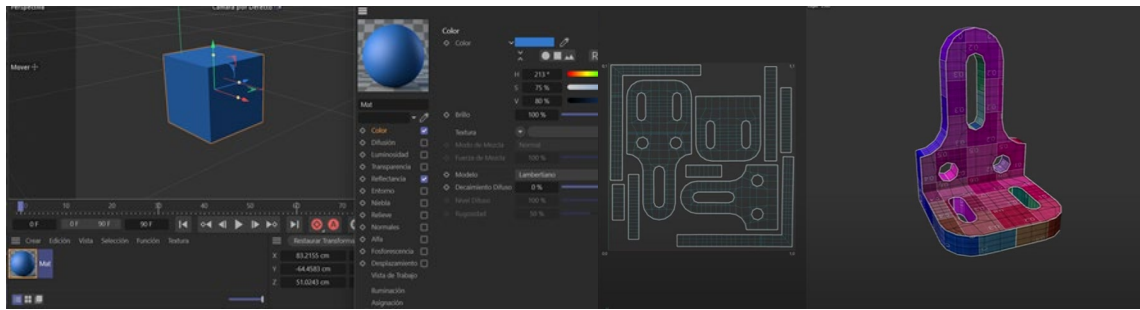 Perspectiva
Cámara por Defecto
Mover
0 10 20 30 40 50 60 70
0 F
0 F
90 F
90 F
Crear Edición Vista Selección Función Textura
Restaurar Transforma
Mat
X 83.2155 cm
Y -44.4583 cm
Z 51.0243 cm
Mat
Color
Difusión
Luminosidad
Transparencia
Reflectancia
Entorno
Niebla
Relieve
Normales
Alfa
Fosforescencia
Desplazamiento
Vista de Trabajo
Iluminación
Asignación
Color
Color
R
H 213 °
S 75 %
V 80 %
Brillo 100 %
Textura
Modo de Mezcla Normal
Fuerza de Mezcla 100 %
Modelo Lambertiano
Decaimiento Difuso 0 %
Nivel Difuso 100 %
Rugosidad 50 %